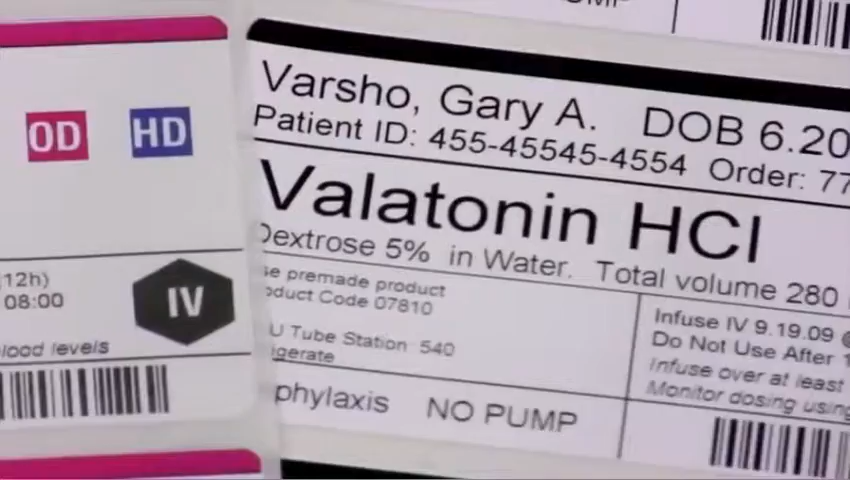 OD HD
12h)
08:00
IV
lood levels
Varsho, Gary A. DOB 6.20
Patient ID: 455-45545-4554 Order: 77
Valatonin HCl
Dextrose 5% in Water. Total volume 280
se premade product
oduct Code 07810
U Tube Station: 540
igerate
phylaxis NO PUMP
Infuse IV 9.19.09 @
Do Not Use After 1
Infuse over at least
Monitor dosing using